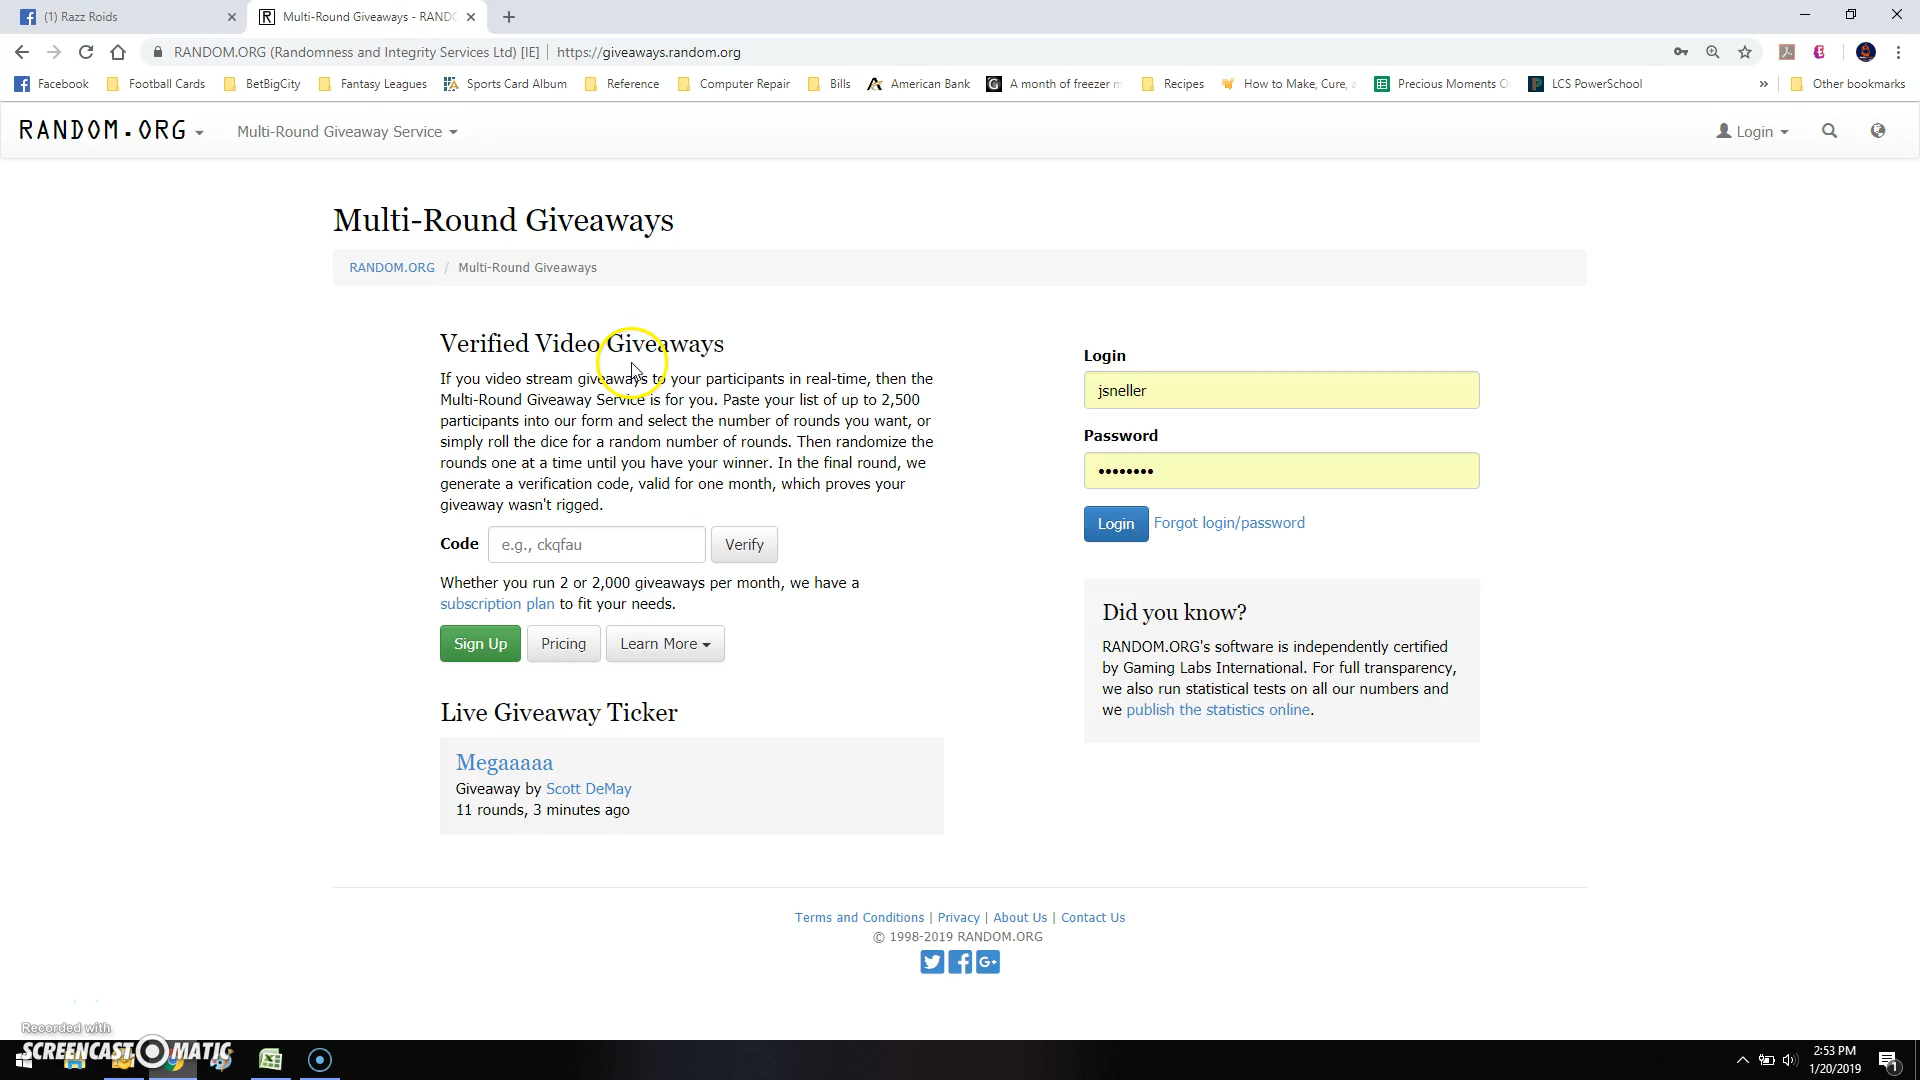 (1) Razz Roids
Multi-Round Giveaways - RAND
RANDOM.ORG (Randomness and Integrity Services Ltd) [IE] | https://giveaways.random.org
Facebook
Football Cards
BetBigCity
Fantasy Leagues
Sports Card Album
Reference
Computer Repair
Bills
American Bank
A month of freezer m
Recipes
How to Make, Cure, a
Precious Moments O
LCS PowerSchool
»
Other bookmarks
RANDOM.ORG
Multi-Round Giveaway Service
Login
Multi-Round Giveaways
RANDOM.ORG / Multi-Round Giveaways
Verified Video Giveaways
If you video stream giveaways to your participants in real-time, then the
Multi-Round Giveaway Service is for you. Paste your list of up to 2,500
participants into our form and select the number of rounds you want, or
simply roll the dice for a random number of rounds. Then randomize the
rounds one at a time until you have your winner. In the final round, we
generate a verification code, valid for one month, which proves your
giveaway wasn't rigged.
Code e.g., ckqfau Verify
Whether you run 2 or 2,000 giveaways per month, we have a
subscription plan to fit your needs.
Sign Up Pricing Learn More
Live Giveaway Ticker
Megaaaaa
Giveaway by Scott DeMay
11 rounds, 3 minutes ago
Login
jsneller
Password
••••••••
Login Forgot login/password
Did you know?
RANDOM.ORG's software is independently certified
by Gaming Labs International. For full transparency,
we also run statistical tests on all our numbers and
we publish the statistics online.
Terms and Conditions | Privacy | About Us | Contact Us
© 1998-2019 RANDOM.ORG
Recorded with
SCREENCAST-O-MATIC
2:53 PM
1/20/2019
1